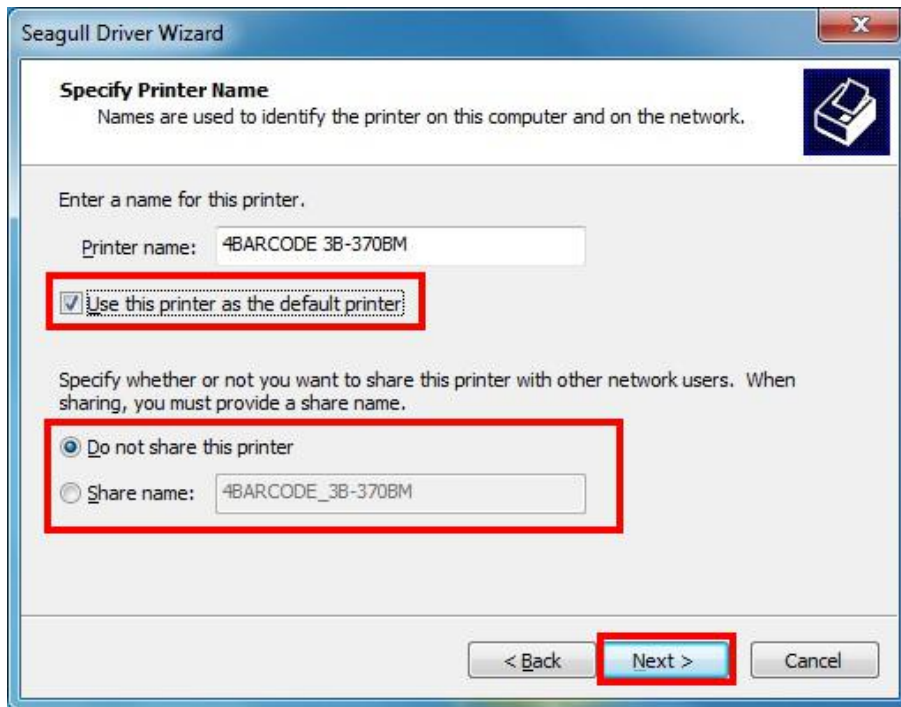 Seagull Driver Wizard
Specify Printer Name
Names are used to identify the printer on this computer and on the network.
Enter a name for this printer.
Printer name: 4BARCODE 3B-370BM
Use this printer as the default printer
Specify whether or not you want to share this printer with other network users.  When
sharing, you must provide a share name.
Do not share this printer
Share name: 4BARCODE_3B-370BM
< Back Next > Cancel